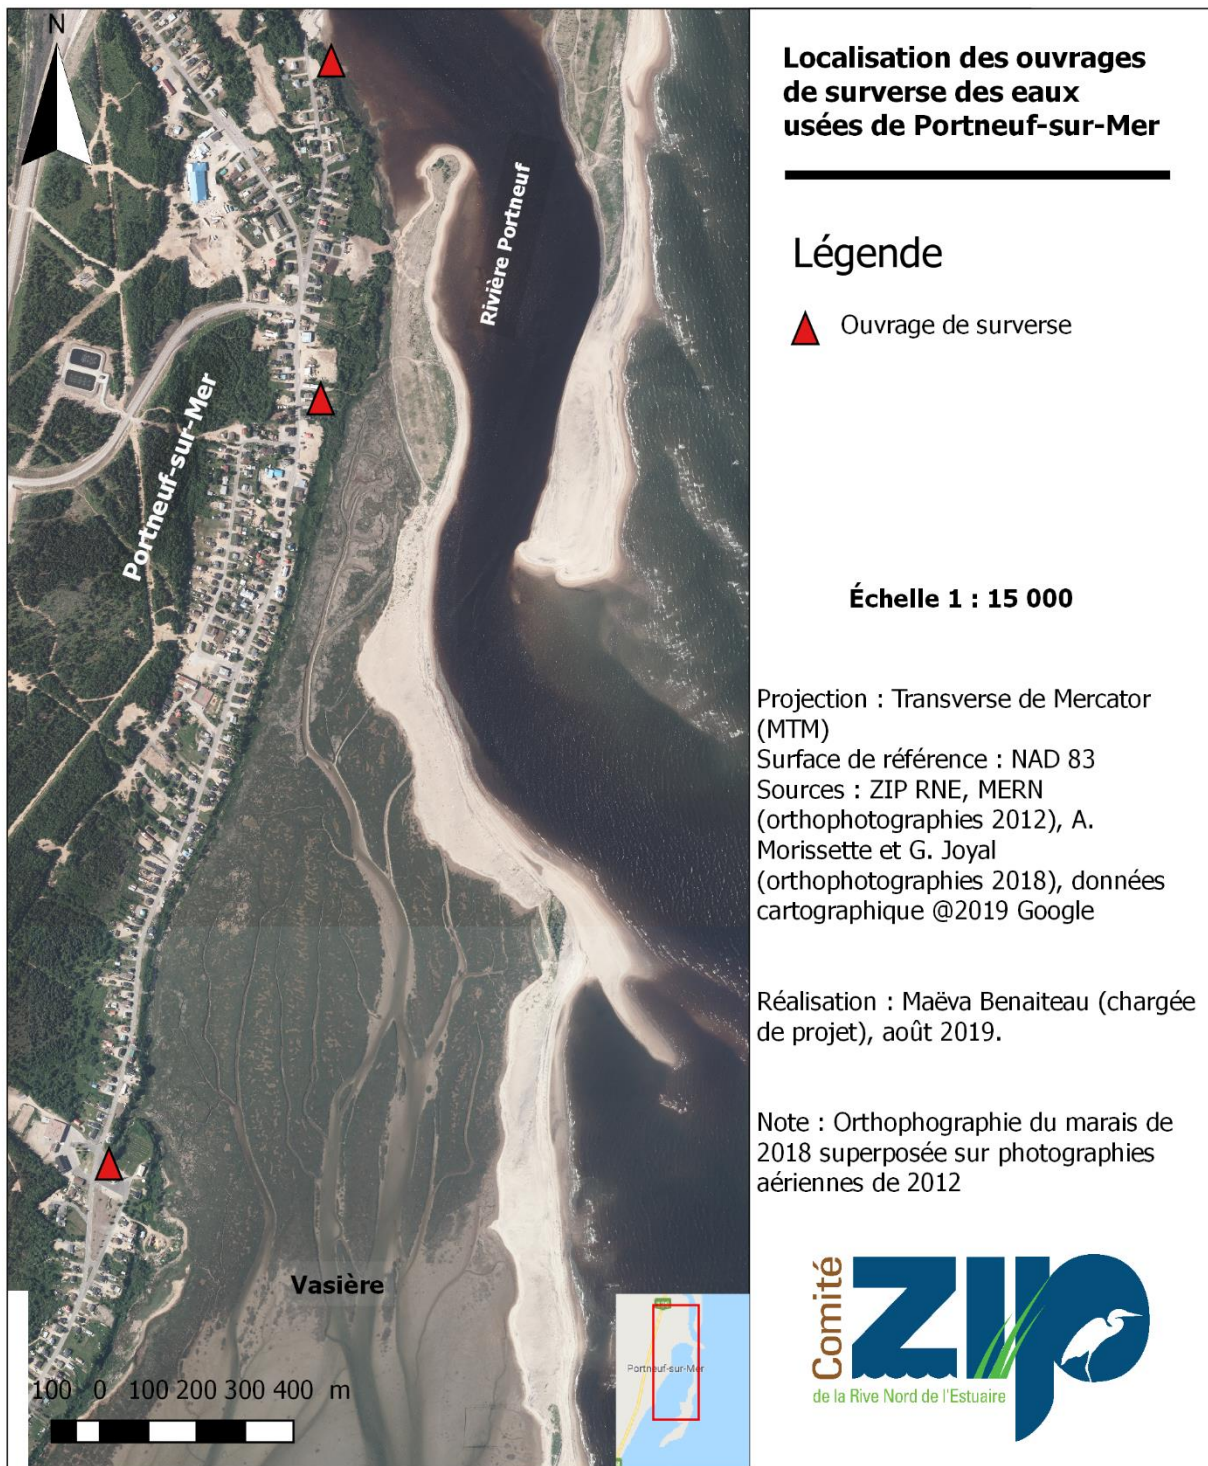 N
Rivière Portneuf
Portneuf-sur-Mer
Vasière
100 0 100 200 300 400 m
Portneuf-sur-Mer
Localisation des ouvrages
de surverse des eaux
usées de Portneuf-sur-Mer
Légende
Ouvrage de surverse
Échelle 1 : 15 000
Projection : Transverse de Mercator
(MTM)
Surface de référence : NAD 83
Sources : ZIP RNE, MERN
(orthophotographies 2012), A.
Morissette et G. Joyal
(orthophotographies 2018), données
cartographique @2019 Google
Réalisation : Maëva Benaiteau (chargée
de projet), août 2019.
Note : Orthophographie du marais de
2018 superposée sur photographies
aériennes de 2012
Comité
ZIP
de la Rive Nord de l'Estuaire